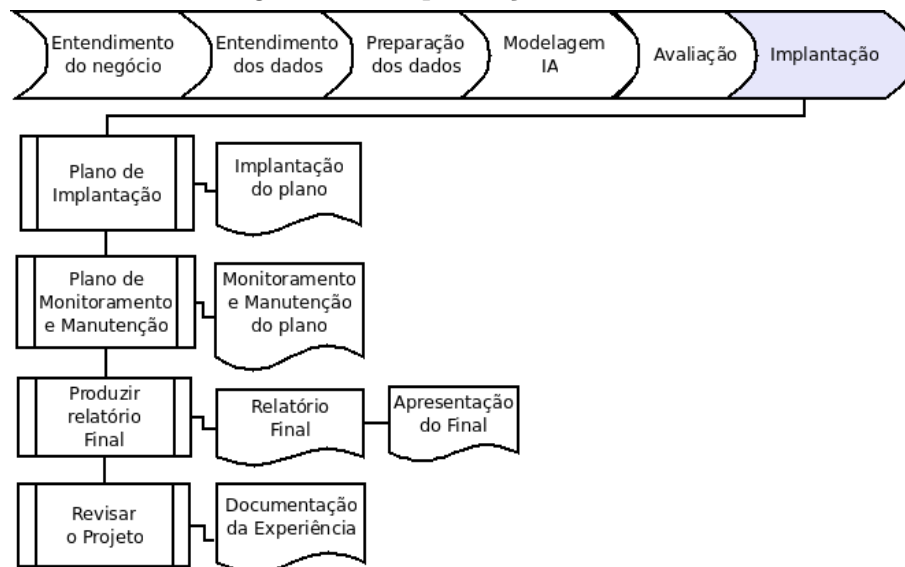 Entendimento
do negócio
Entendimento
dos dados
Preparação
dos dados
Modelagem
IA
Avaliação
Implantação
Plano de
Implantação
Implantação
do plano
Plano de
Monitoramento
e Manutenção
Monitoramento
e Manutenção
do plano
Produzir
relatório
Final
Relatório
Final
Apresentação
do Final
Revisar
o Projeto
Documentação
da Experiência